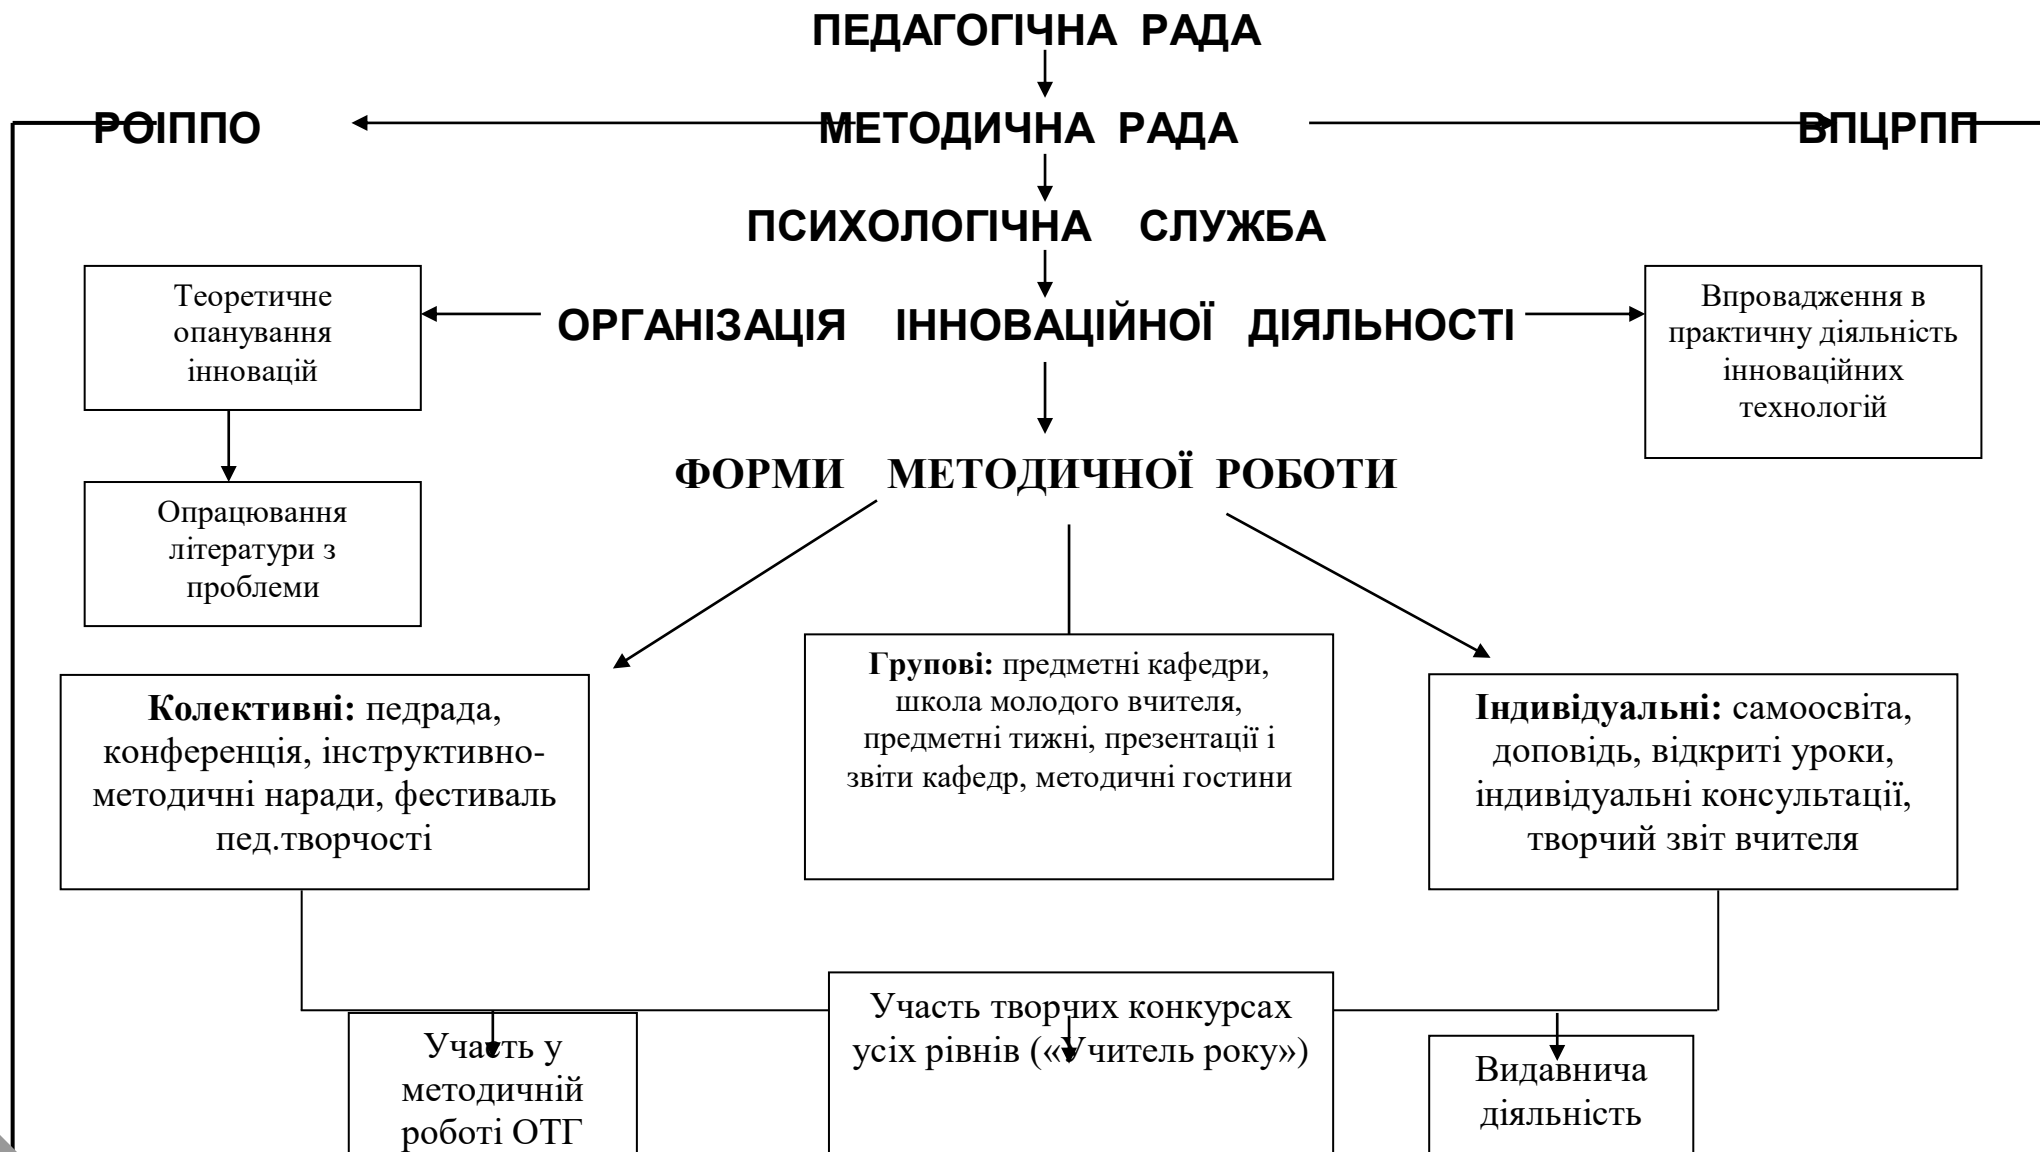 ПЕДАГОГІЧНА РАДА
РОІППО
МЕТОДИЧНА РАДА
ВПЦРПП
ПСИХОЛОГІЧНА СЛУЖБА
Теоретичне
опанування
інновацій
ОРГАНІЗАЦІЯ ІННОВАЦІЙНОЇ ДІЯЛЬНОСТІ
Впровадження в
практичну діяльність
інноваційних
технологій
ФОРМИ МЕТОДИЧНОЇ РОБОТИ
Опрацювання
літератури з
проблеми
Колективні: педрада,
конференція, інструктивно-
методичні наради, фестиваль
пед.творчості
Групові: предметні кафедри,
школа молодого вчителя,
предметні тижні, презентації і
звіти кафедр, методичні гостини
Індивідуальні: самоосвіта,
доповідь, відкриті уроки,
індивідуальні консультації,
творчий звіт вчителя
Участь у
методичній
роботі ОТГ
Участь творчих конкурсах
усіх рівнів («Учитель року»)
Видавнича
діяльність